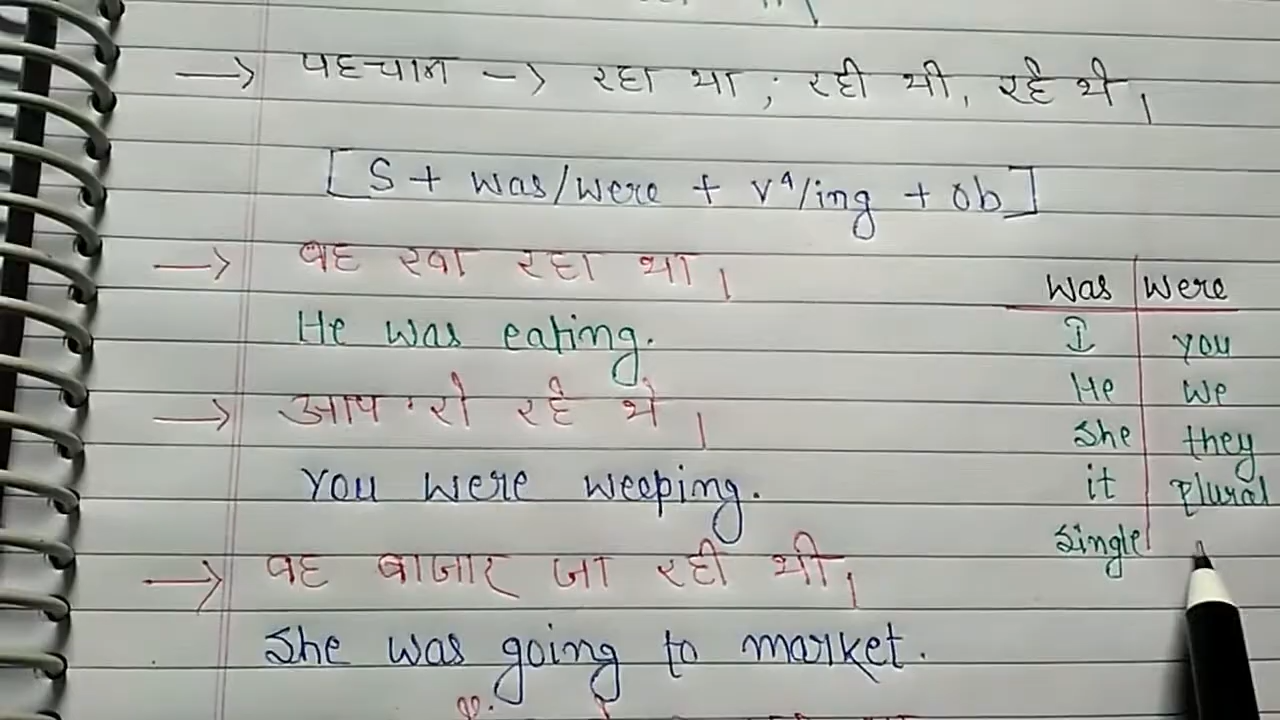 → पहचान → रहा था, रही थी, रहे थे।
[S + was/were + v⁴/ing + ob]
→ वह खा रहा था।
He was eating.
→ आप रो रहे थे।
You were weeping.
→ वह बाजार जा रही थी।
She was going to market.
Was | Were
I | you
He | we
She | they
it | plural
Single